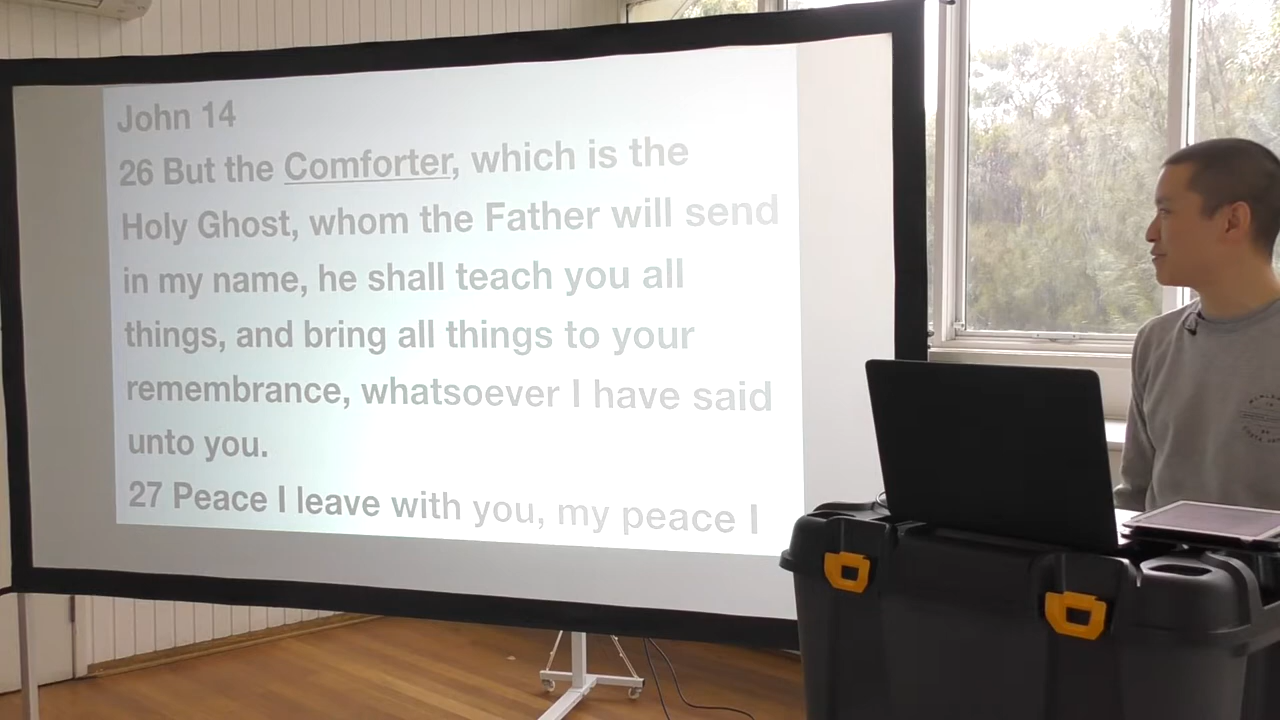 John 14
26 But the Comforter, which is the
Holy Ghost, whom the Father will send
in my name, he shall teach you all
things, and bring all things to your
remembrance, whatsoever I have said
unto you.
27 Peace I leave with you, my peace I